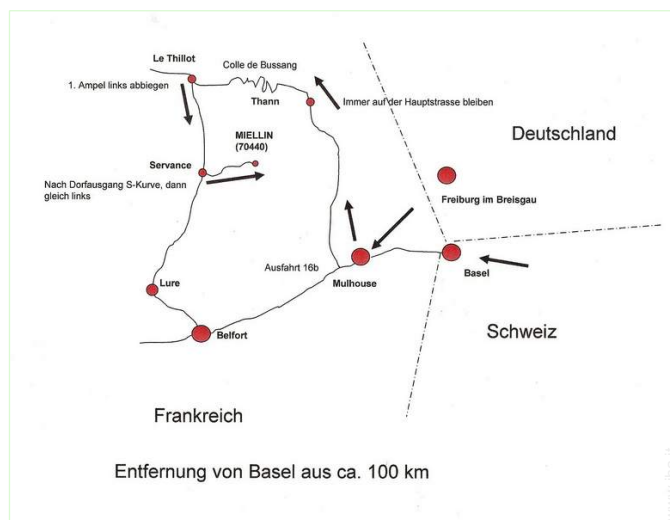 Le Thillot
Colle de Bussang
1. Ampel links abbiegen
Thann
Immer auf der Hauptstrasse bleiben
Deutschland
MIELLIN
(70440)
Servance
Nach Dorfausgang S-Kurve, dann
gleich links
Freiburg im Breisgau
Ausfahrt 16b
Mulhouse
Basel
Lure
Belfort
Schweiz
Frankreich
Entfernung von Basel aus ca. 100 km